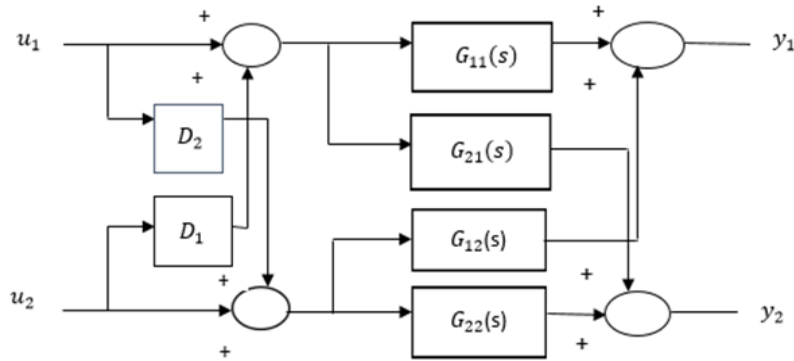 + +
u₁ G₁₁(s) y₁
+ +
D₂
G₂₁(s)
D₁
G₁₂(s)
+ +
u₂ y₂
G₂₂(s)
+ +